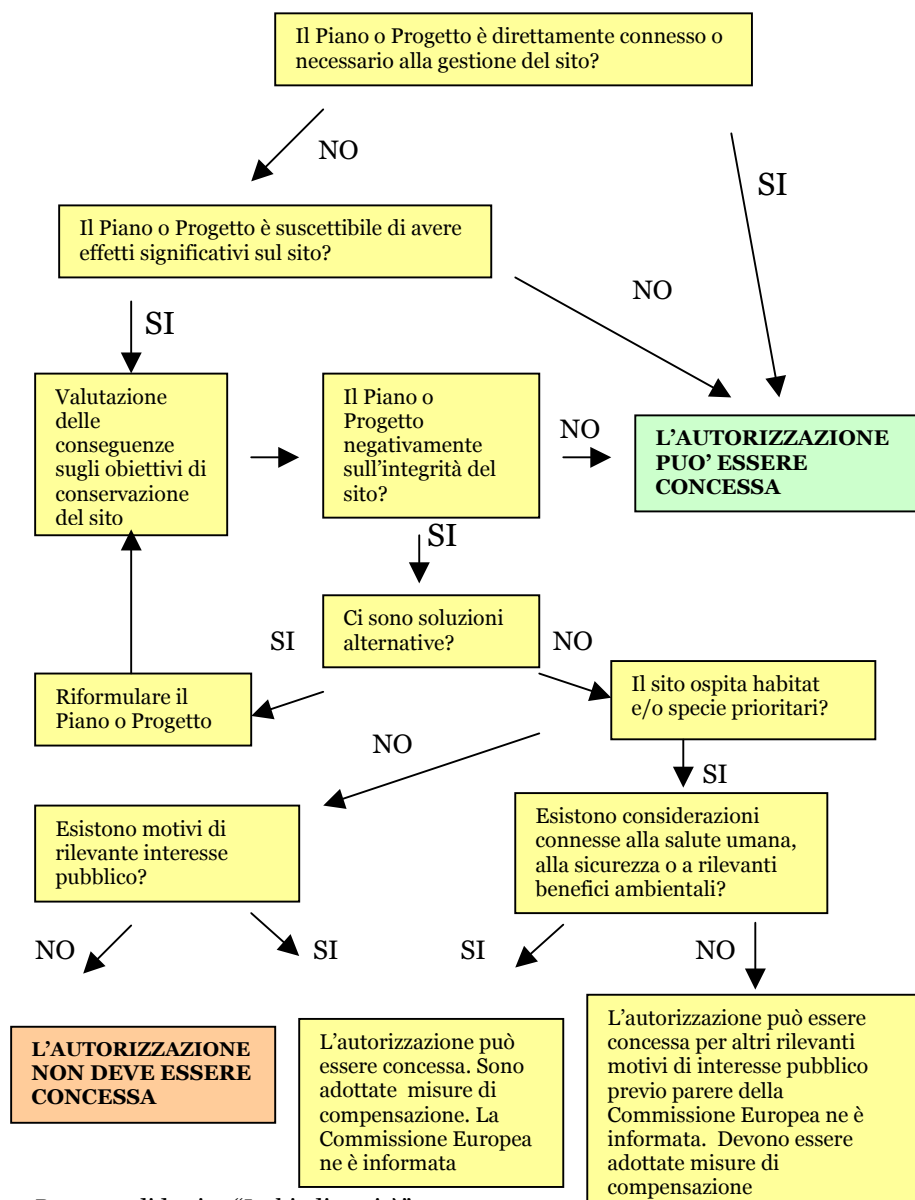 Il Piano o Progetto è direttamente connesso o
necessario alla gestione del sito?
NO
SI
Il Piano o Progetto è suscettibile di avere
effetti significativi sul sito?
NO
SI
Valutazione
delle
conseguenze
sugli obiettivi di
conservazione
del sito
Il Piano o
Progetto
negativamente
sull'integrità del
sito?
NO
L'AUTORIZZAZIONE
PUO' ESSERE
CONCESSA
SI
Ci sono soluzioni
alternative?
SI
NO
Riformulare il
Piano o Progetto
Il sito ospita habitat
e/o specie prioritari?
NO
SI
Esistono motivi di
rilevante interesse
pubblico?
Esistono considerazioni
connesse alla salute umana,
alla sicurezza o a rilevanti
benefici ambientali?
NO
SI
SI
NO
L'AUTORIZZAZIONE
NON DEVE ESSERE
CONCESSA
L'autorizzazione può
essere concessa. Sono
adottate misure di
compensazione. La
Commissione Europea
ne è informata
L'autorizzazione può essere
concessa per altri rilevanti
motivi di interesse pubblico
previo parere della
Commissione Europea ne è
informata. Devono essere
adottate misure di
compensazione